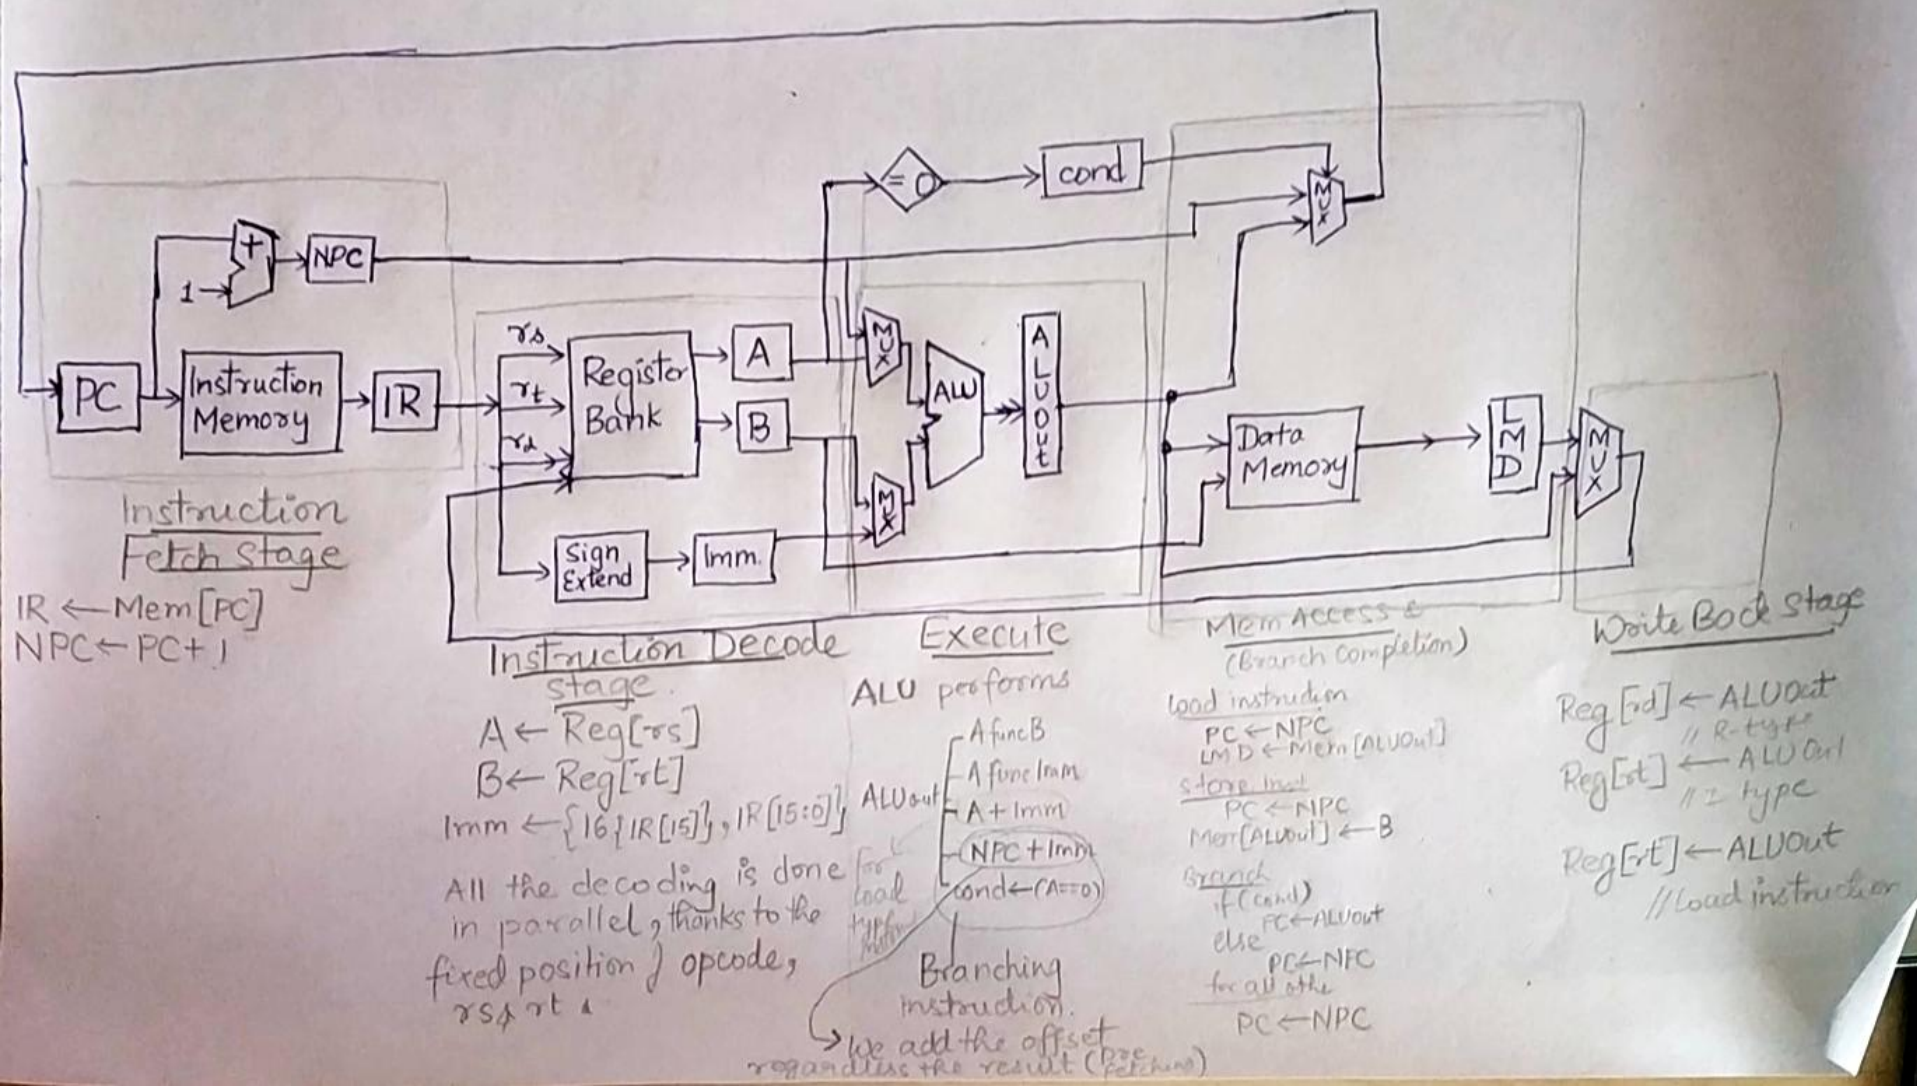 = 0
cond
MUX
+
NPC
1
PC
Instruction
Memory
IR
rs
rt
rd
Register
Bank
A
B
Sign
Extend
Imm.
MUX
MUX
ALU
ALUOut
Data
Memory
LMD
MUX
Instruction
Fetch Stage
IR ← Mem[PC]
NPC ← PC+1
Instruction Decode
stage.
A ← Reg[rs]
B ← Reg[rt]
Imm ← {16{IR[15]}, IR[15:0]}
All the decoding is done
in parallel, thanks to the
fixed position of opcode,
rs, rt
Execute
ALU performs
ALUout
A func B
A func Imm
A + Imm
NPC + Imm
cond ← (A==0)
for
load
type
Branching
instruction.
We add the offset
regardless the result (pre
fetching)
Mem Access &
(Branch Completion)
Load instruction
PC ← NPC
LMD ← Mem[ALUOut]
store inst
PC ← NPC
Mem[ALUOut] ← B
Branch
if(cond)
PC ← ALUout
else
PC ← NPC
for all othe
PC ← NPC
Write Back Stage
Reg[rd] ← ALUOut
// R-type
Reg[rt] ← ALUOut
// I type
Reg[rt] ← ALUOut
// Load instruction